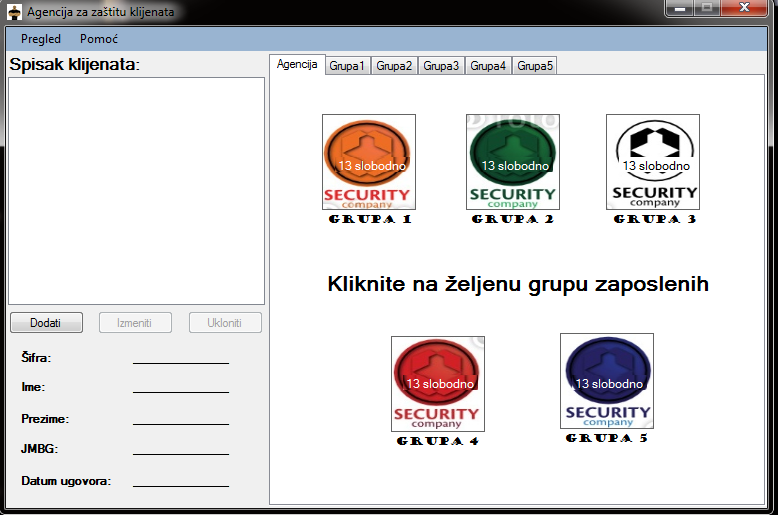 Agencija za zaštitu klijenata
Pregled Pomoć
Spisak klijenata:
Agencija Grupa1 Grupa2 Grupa3 Grupa4 Grupa5
13 slobodno
SECURITY
company
GRUPA 1
13 slobodno
SECURITY
company
GRUPA 2
13 slobodno
SECURITY
company
GRUPA 3
Kliknite na željenu grupu zaposlenih
13 slobodno
SECURITY
company
GRUPA 4
13 slobodno
SECURITY
company
GRUPA 5
Dodati Izmeniti Ukloniti
Šifra:
Ime:
Prezime:
JMBG:
Datum ugovora: